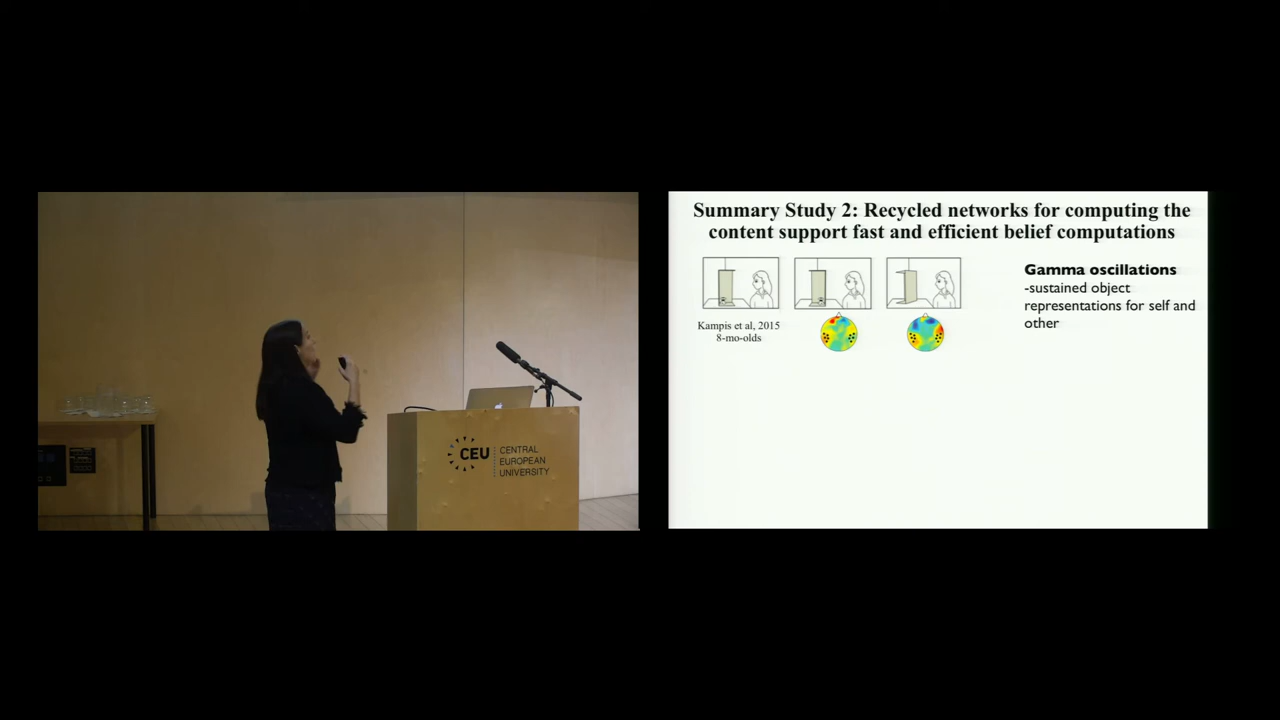 Summary Study 2: Recycled networks for computing the
content support fast and efficient belief computations
Gamma oscillations
-sustained object
representations for self and
other
Kampis et al, 2015
8-mo-olds
CEU
CENTRAL
EUROPEAN
UNIVERSITY